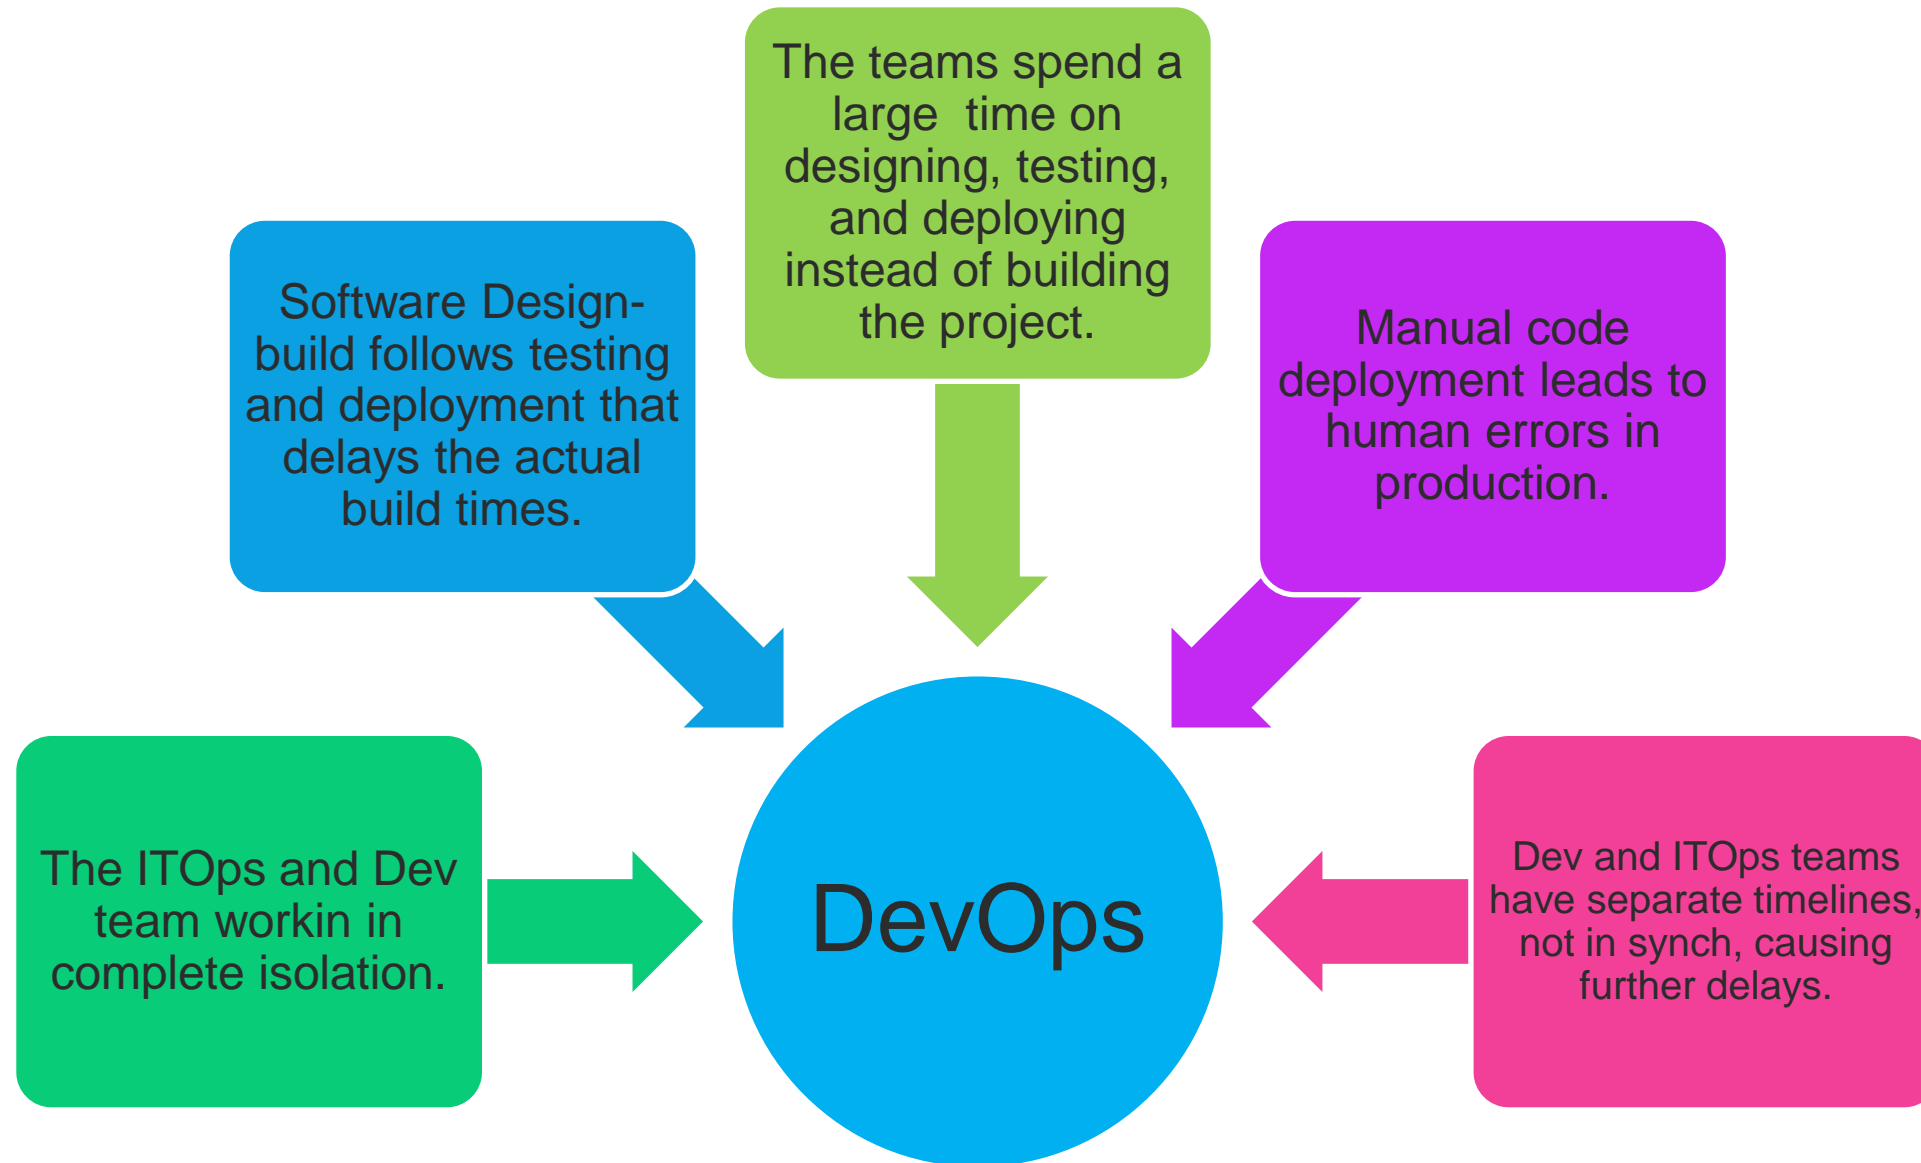 The teams spend a
large  time on
designing, testing,
and deploying
instead of building
the project.
Software Design-
build follows testing
and deployment that
delays the actual
build times.
Manual code
deployment leads to
human errors in
production.
The ITOps and Dev
team workin in
complete isolation.
DevOps
Dev and ITOps teams
have separate timelines,
not in synch, causing
further delays.